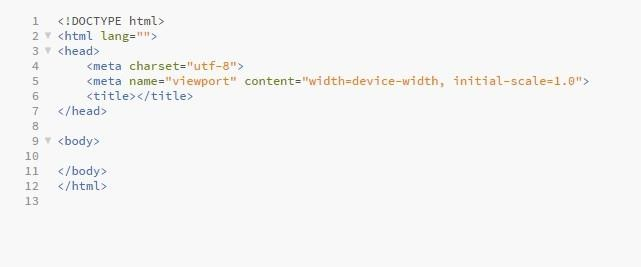 1 <!DOCTYPE html>
2 <html lang="">
3 <head>
4     <meta charset="utf-8">
5     <meta name="viewport" content="width=device-width, initial-scale=1.0">
6     <title></title>
7 </head>
8
9 <body>
10
11 </body>
12 </html>
13